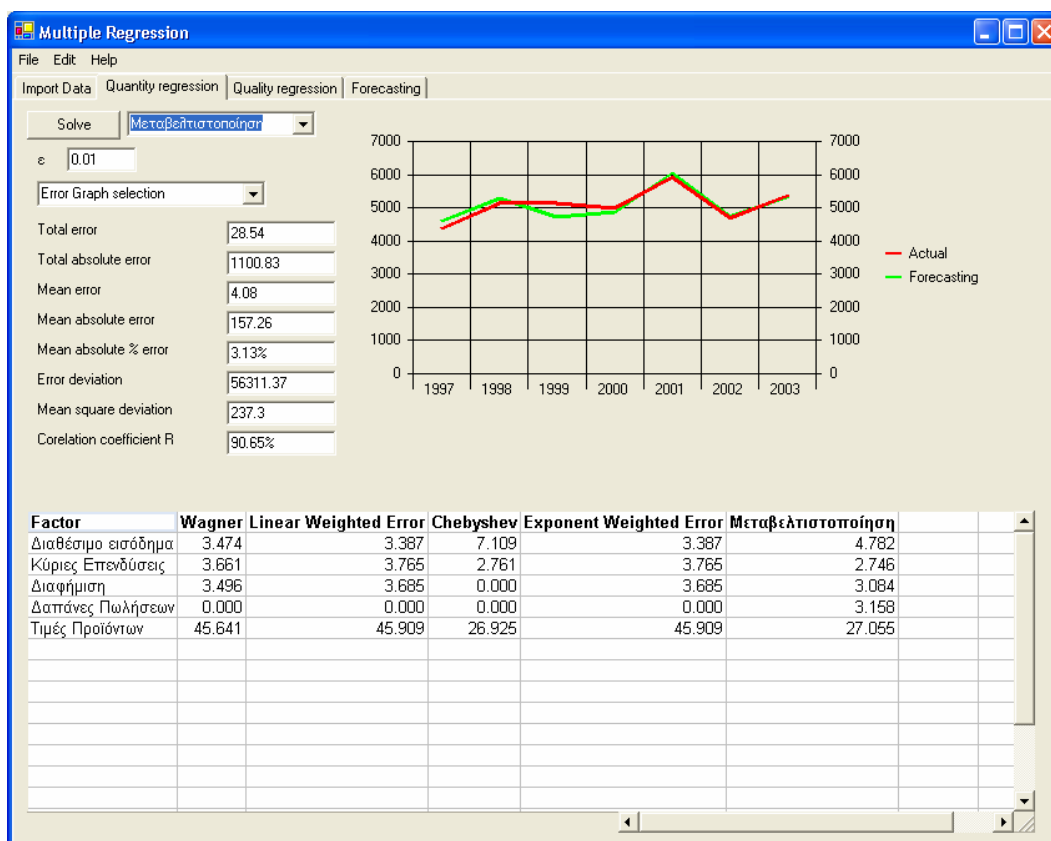 Multiple Regression
File Edit Help
Import Data Quantity regression Quality regression Forecasting
Solve Μεταβελτιστοποίηση
ε 0.01
Error Graph selection
Total error 28.54
Total absolute error 1100.83
Mean error 4.08
Mean absolute error 157.26
Mean absolute % error 3.13%
Error deviation 56311.37
Mean square deviation 237.3
Corelation coefficient R 90.65%
7000 7000
6000 6000
5000 5000
4000 4000
3000 3000
2000 2000
1000 1000
0 0
1997 1998 1999 2000 2001 2002 2003
Actual
Forecasting
Factor Wagner Linear Weighted Error Chebyshev Exponent Weighted Error Μεταβελτιστοποίηση
Διαθέσιμο εισόδημα 3.474 3.387 7.109 3.387 4.782
Κύριες Επενδύσεις 3.661 3.765 2.761 3.765 2.746
Διαφήμιση 3.496 3.685 0.000 3.685 3.084
Δαπάνες Πωλήσεων 0.000 0.000 0.000 0.000 3.158
Τιμές Προϊόντων 45.641 45.909 26.925 45.909 27.055